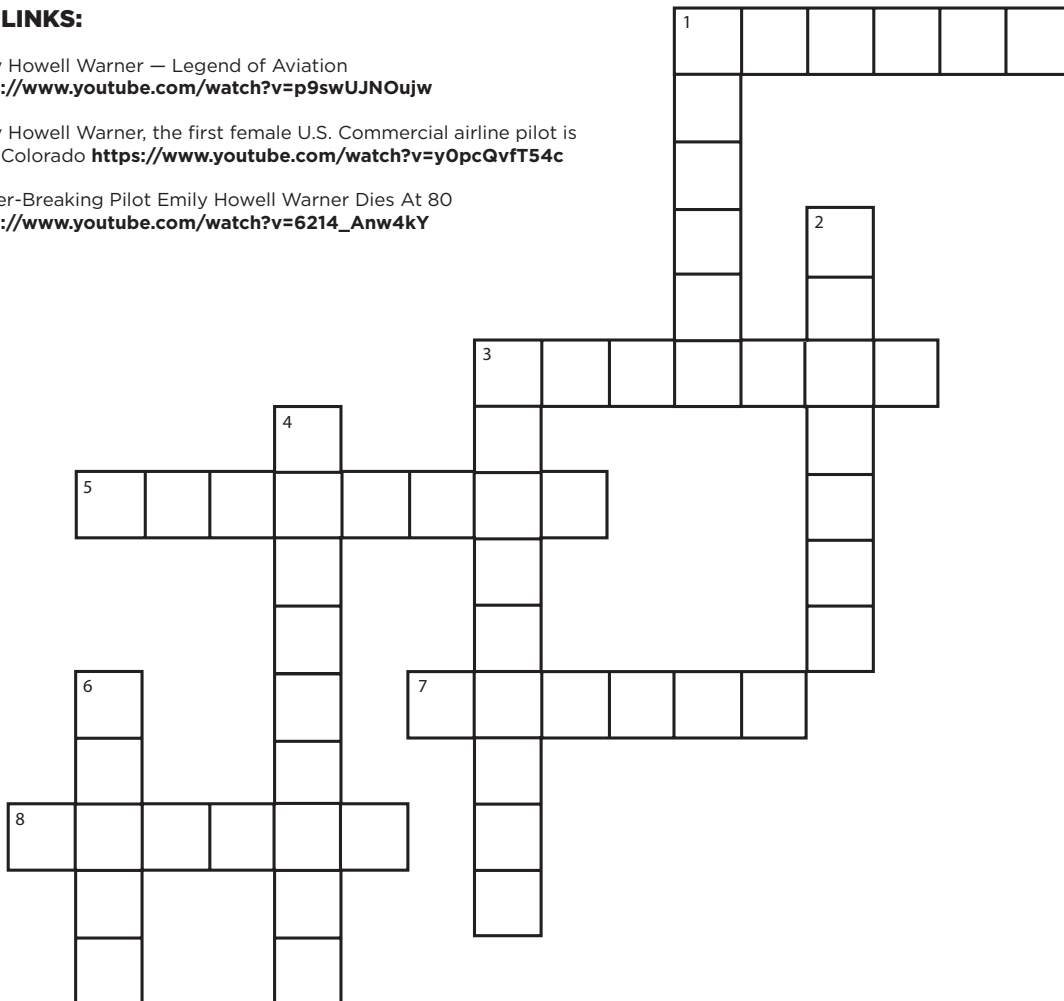 LINKS:
Howell Warner — Legend of Aviation
://www.youtube.com/watch?v=p9swUJNOujw
Howell Warner, the first female U.S. Commercial airline pilot is
Colorado https://www.youtube.com/watch?v=y0pcQvfT54c
er-Breaking Pilot Emily Howell Warner Dies At 80
://www.youtube.com/watch?v=6214_Anw4kY
1
2
3
4
5
6
7
8